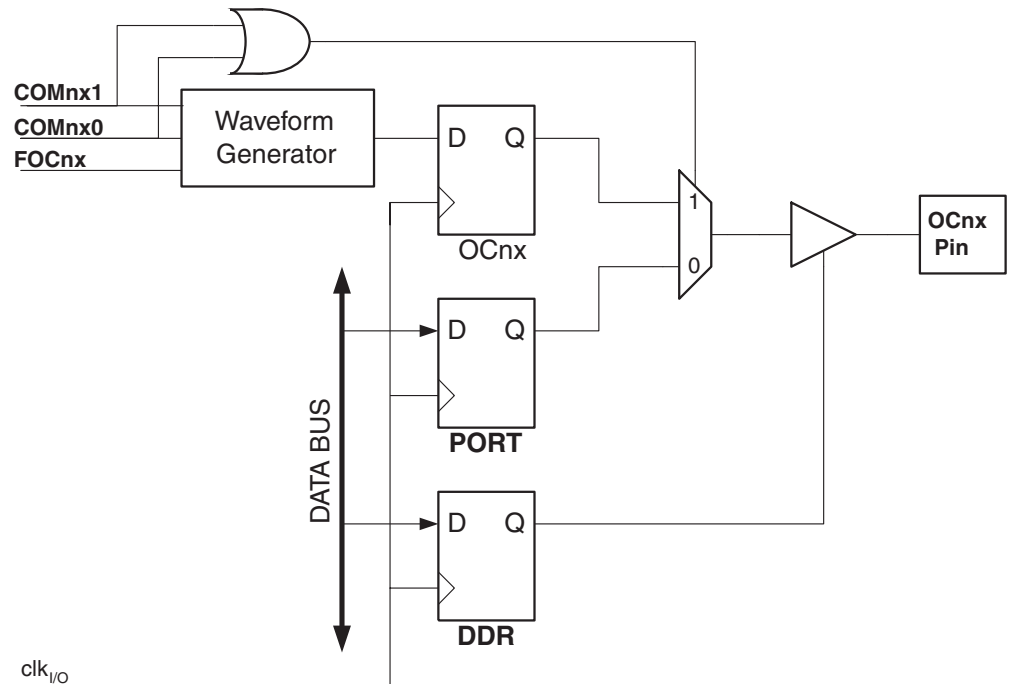 COMnx1
COMnx0
FOCnx
Waveform
Generator
D Q
OCnx
1
0
OCnx
Pin
D Q
PORT
D Q
DDR
DATA BUS
clkI/O